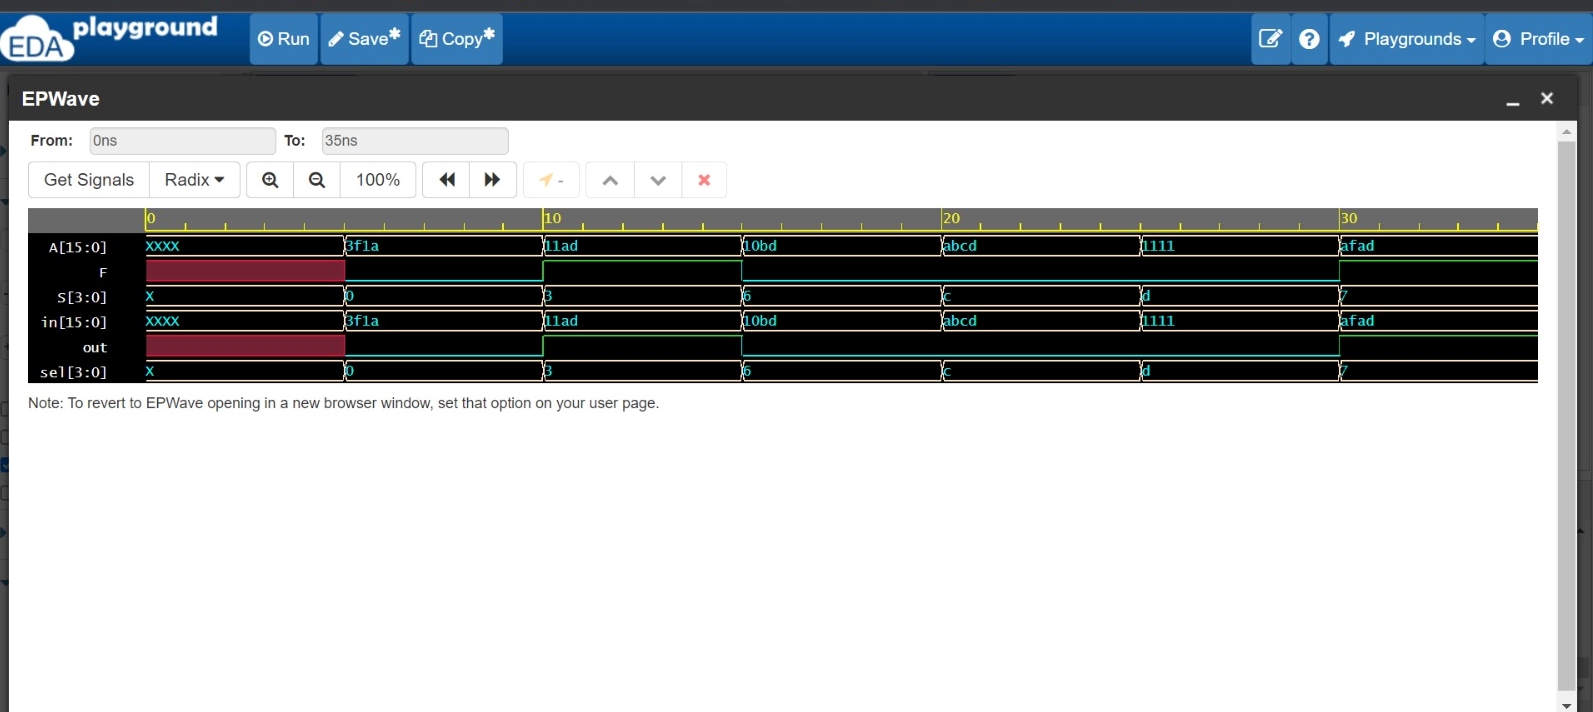 EDA playground Run Save* Copy* Playgrounds Profile
EPWave
From: 0ns To: 35ns
Get Signals Radix 100% -
0 10 20 30
A[15:0] XXXX 3f1a 11ad 10bd abcd 1111 afad
F
S[3:0] X 0 3 6 c d 7
in[15:0] XXXX 3f1a 11ad 10bd abcd 1111 afad
out
sel[3:0] X 0 3 6 c d 7
Note: To revert to EPWave opening in a new browser window, set that option on your user page.